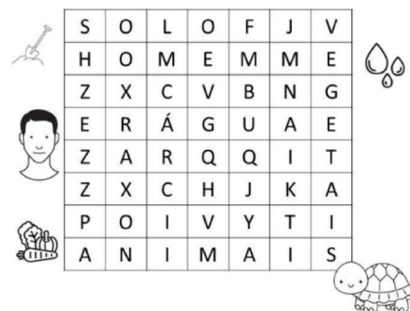 S O L O F J V
H O M E M M E
Z X C V B N G
E R Á G U A E
Z A R Q Q I T
Z X C H J K A
P O I V Y T I
A N I M A I S